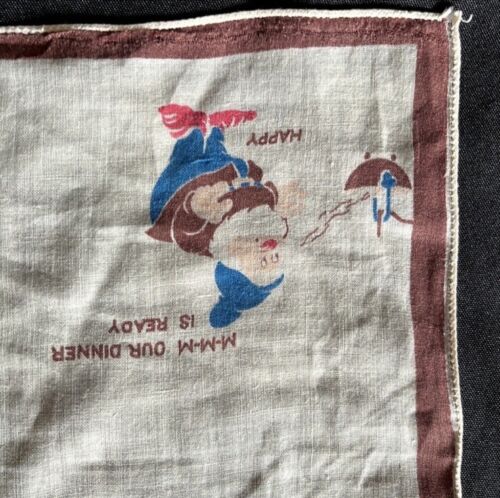 M-M-M OUR DINNER
IS READY
HAPPY